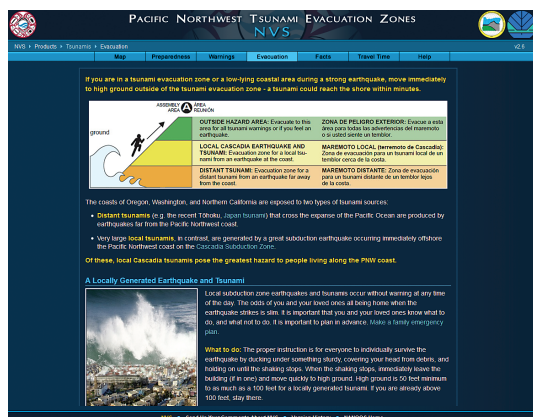 PACIFIC NORTHWEST TSUNAMI EVACUATION ZONES
NVS
NVS Products Tsunamis Evacuation
v2.6
Map Preparedness Warnings Evacuation Facts Travel Time Help
If you are in a tsunami evacuation zone or a low-lying coastal area during a strong earthquake, move immediately
to high ground outside of the tsunami evacuation zone - a tsunami could reach the shore within minutes.
ASSEMBLY AREA A ÁREA REUNIÓN
ground
OUTSIDE HAZARD AREA: Evacuate to this
area for all tsunami warnings or if you feel an
earthquake.
ZONA DE PELIGRO EXTERIOR: Evacue a esta
área para todas las advertencias del maremoto
o si usted siente un temblor.
LOCAL CASCADIA EARTHQUAKE AND
TSUNAMI: Evacuation zone for a local tsu-
nami from an earthquake at the coast.
MAREMOTO LOCAL (terremoto de Cascadia):
Zona de evacuación para un tsunami local de un
temblor cerca de la costa.
DISTANT TSUNAMI: Evacuation zone for a
distant tsunami from an earthquake far away
from the coast.
MAREMOTO DISTANTE: Zona de evacuación
para un tsunami distante de un temblor lejos
de la costa.
The coasts of Oregon, Washington, and Northern California are exposed to two types of tsunami sources:
• Distant tsunamis (e.g. the recent Tōhoku, Japan tsunami) that cross the expanse of the Pacific Ocean are produced by
earthquakes far from the Pacific Northwest coast.
• Very large local tsunamis, in contrast, are generated by a great subduction earthquake occurring immediately offshore
the Pacific Northwest coast on the Cascadia Subduction Zone.
Of these, local Cascadia tsunamis pose the greatest hazard to people living along the PNW coast.
A Locally Generated Earthquake and Tsunami
Local subduction zone earthquakes and tsunamis occur without warning at any time
of the day. The odds of you and your loved ones all being home when the
earthquake strikes is slim. It is important that you and your loved ones know what to
do, and what not to do. It is important to plan in advance. Make a family emergency
plan.
What to do: The proper instruction is for everyone to individually survive the
earthquake by ducking under something sturdy, covering your head from debris, and
holding on until the shaking stops. When the shaking stops, immediately leave the
building (if in one) and move quickly to high ground. High ground is 50 feet minimum
to as much as a 100 feet for a locally generated tsunami. If you are already above
100 feet, stay there.